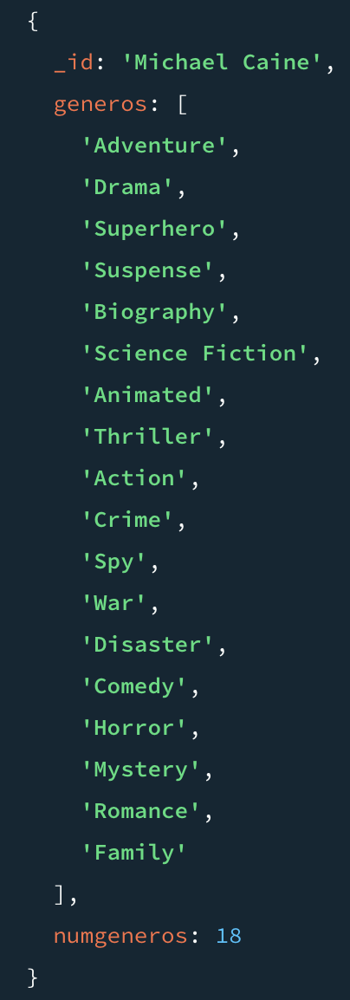 {
_id: 'Michael Caine',
generos: [
'Adventure',
'Drama',
'Superhero',
'Suspense',
'Biography',
'Science Fiction',
'Animated',
'Thriller',
'Action',
'Crime',
'Spy',
'War',
'Disaster',
'Comedy',
'Horror',
'Mystery',
'Romance',
'Family'
],
numgeneros: 18
}